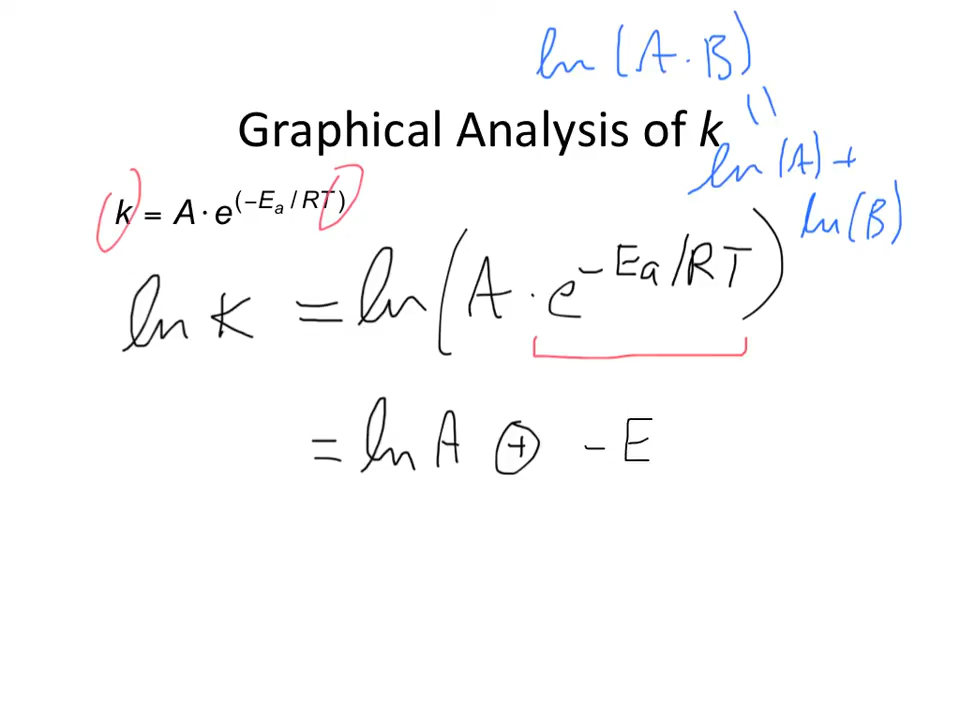 ln (A · B)
=
Graphical Analysis of k
ln (A) +
k = A · e^(−Ea / RT)
ln (B)
ln K = ln (A · e^−Ea/RT)
= ln A + − E